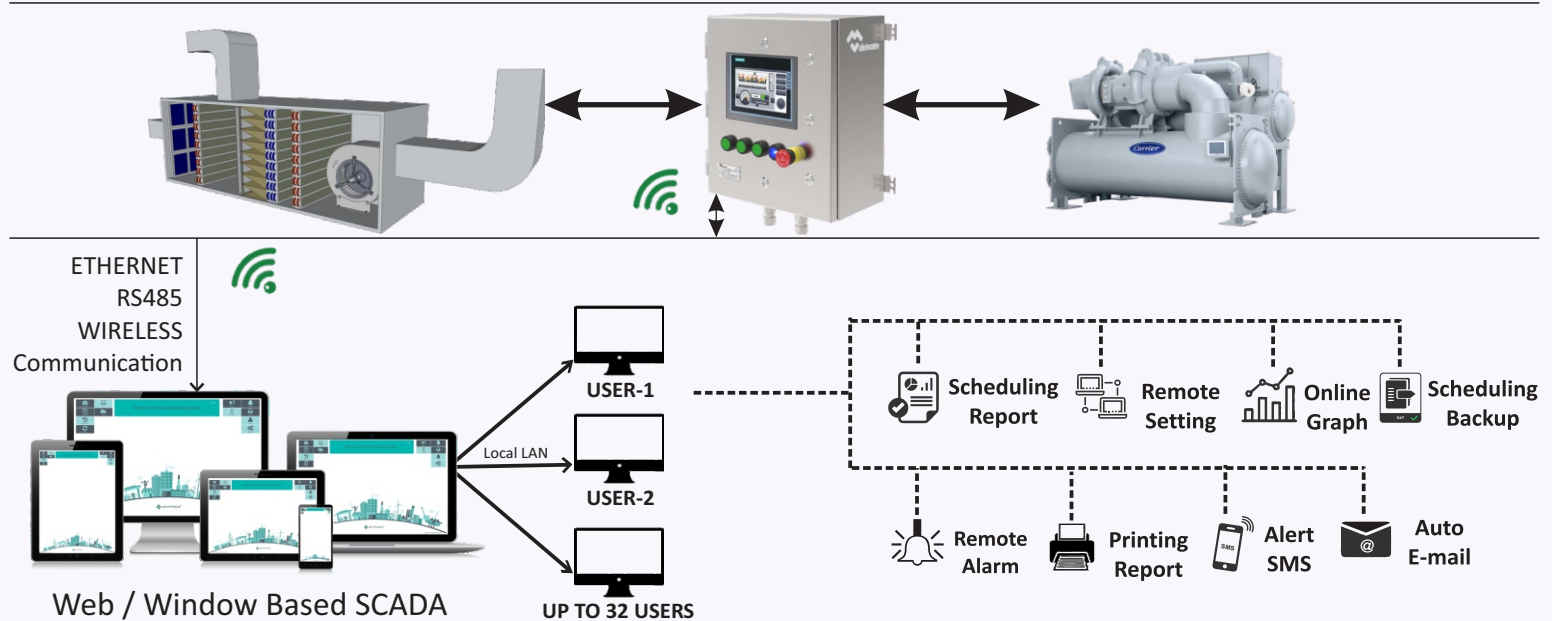 Carrier
ETHERNET
RS485
WIRELESS
Communication
USER-1
Local LAN
USER-2
UP TO 32 USERS
Web / Window Based SCADA
Scheduling
Report
Remote
Setting
Online
Graph
Scheduling
Backup
Remote
Alarm
Printing
Report
SMS
Alert
SMS
@
Auto
E-mail